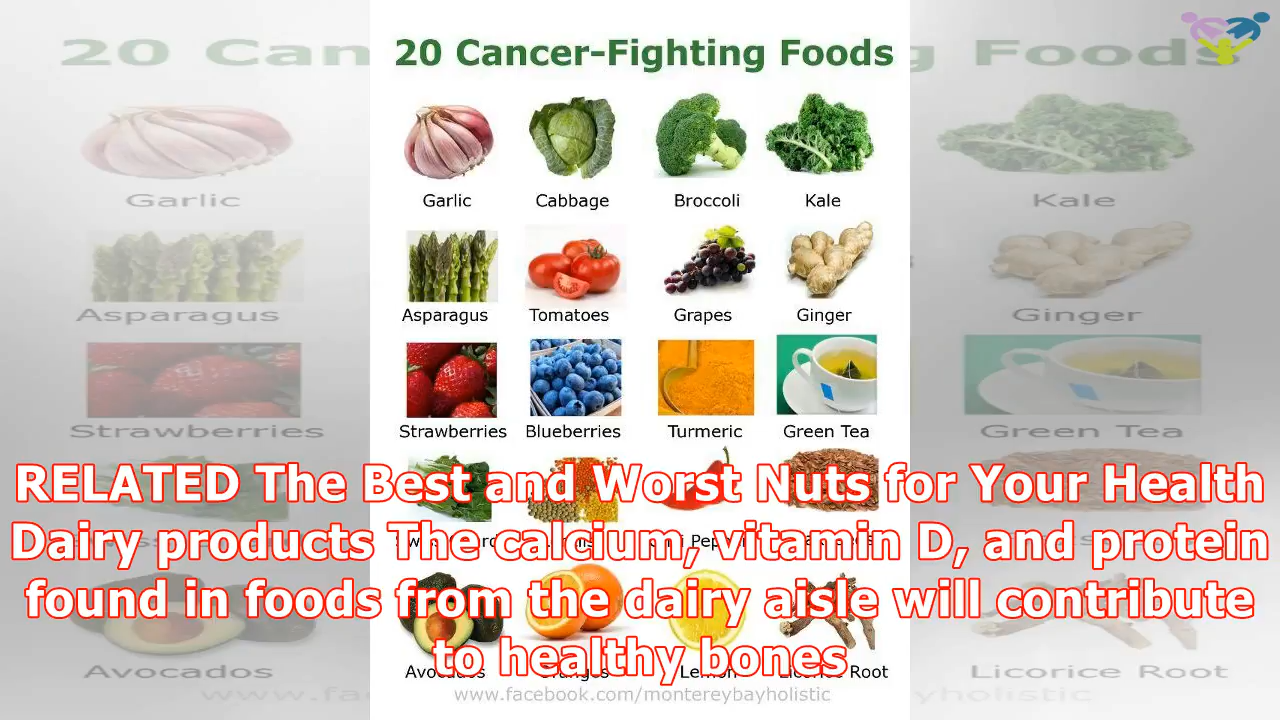 20 Cancer-Fighting Foods
Garlic Cabbage Broccoli Kale
Asparagus Tomatoes Grapes Ginger
Strawberries Blueberries Turmeric Green Tea
RELATED The Best and Worst Nuts for Your Health
Dairy products The calcium, vitamin D, and protein
found in foods from the dairy aisle will contribute
to healthy bones
Avocados Oranges Lemon Licorice Root
www.facebook.com/montereybayholistic